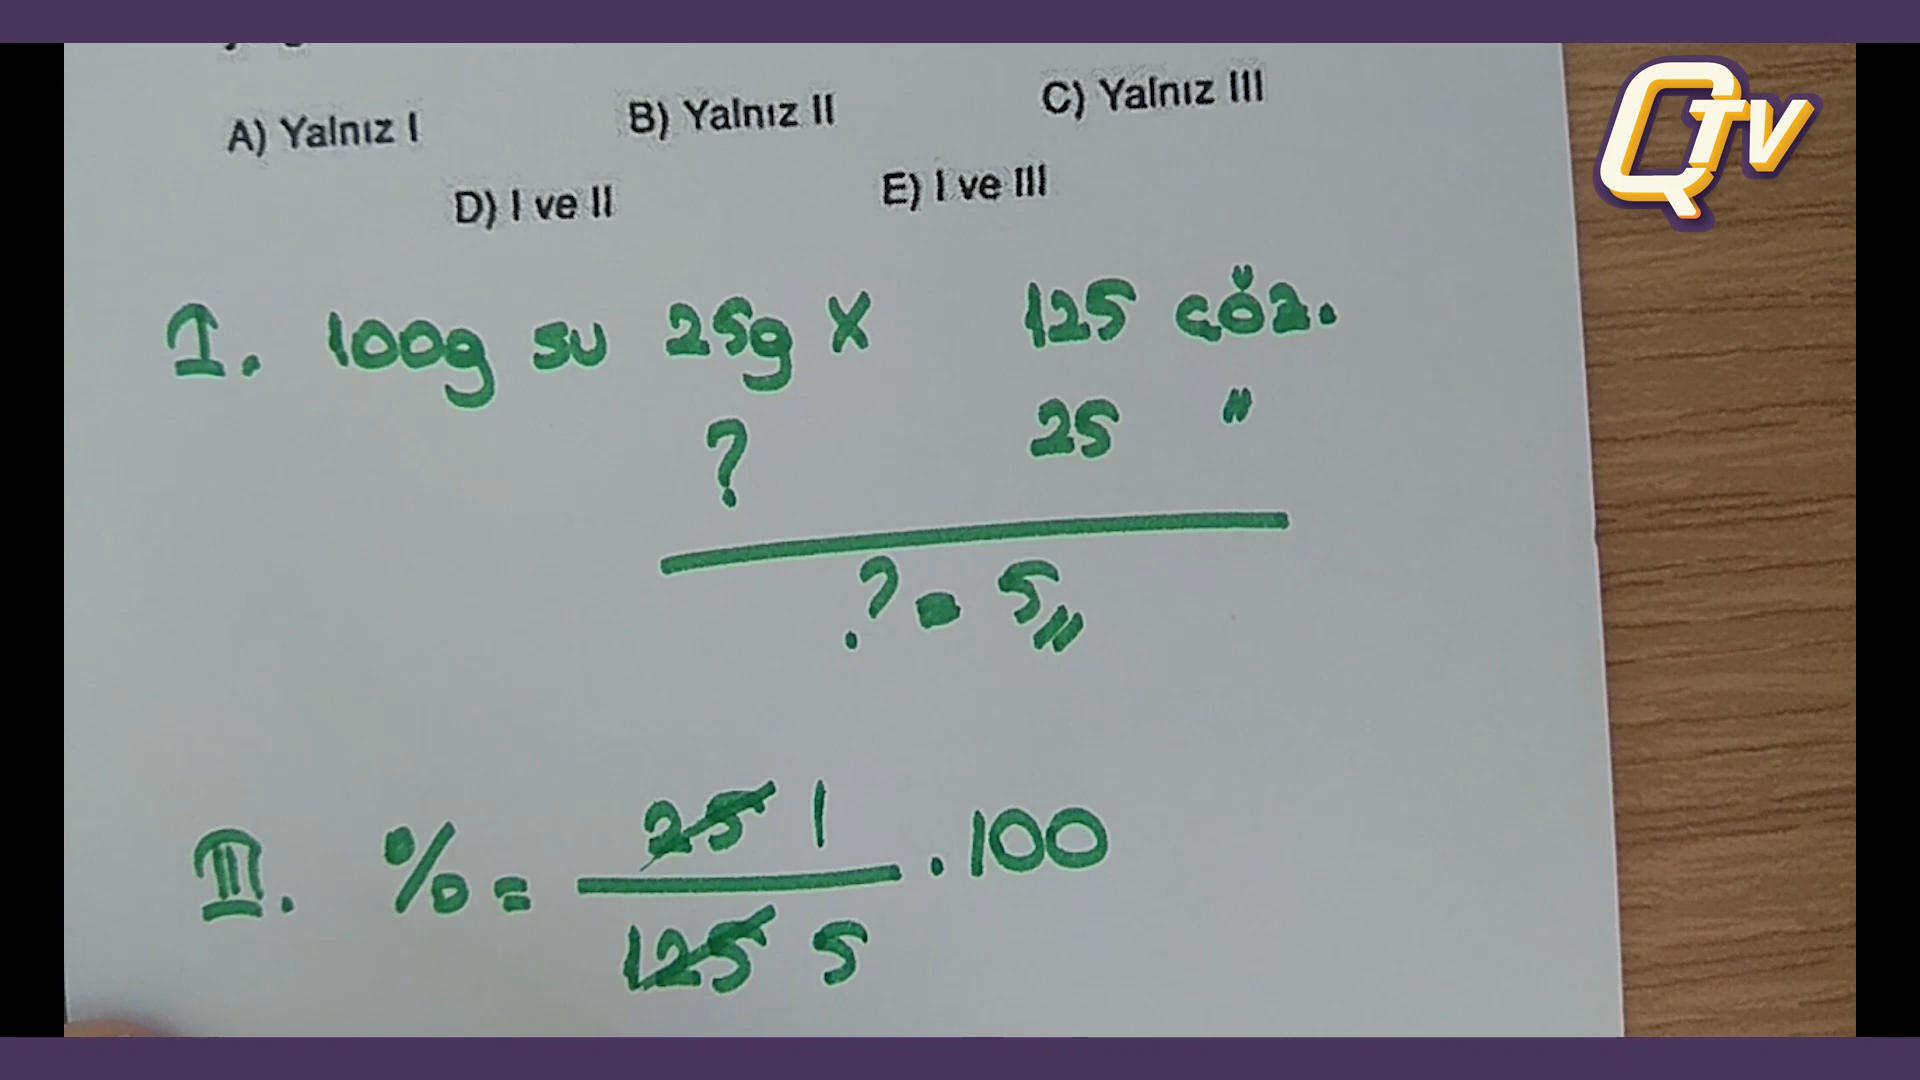 QTV
A) Yalnız I B) Yalnız II C) Yalnız III
D) I ve II E) I ve III
I. 100g su 25g X 125 çöz.
? 25 "
? = 5
III. % = 25 1 . 100
125 5